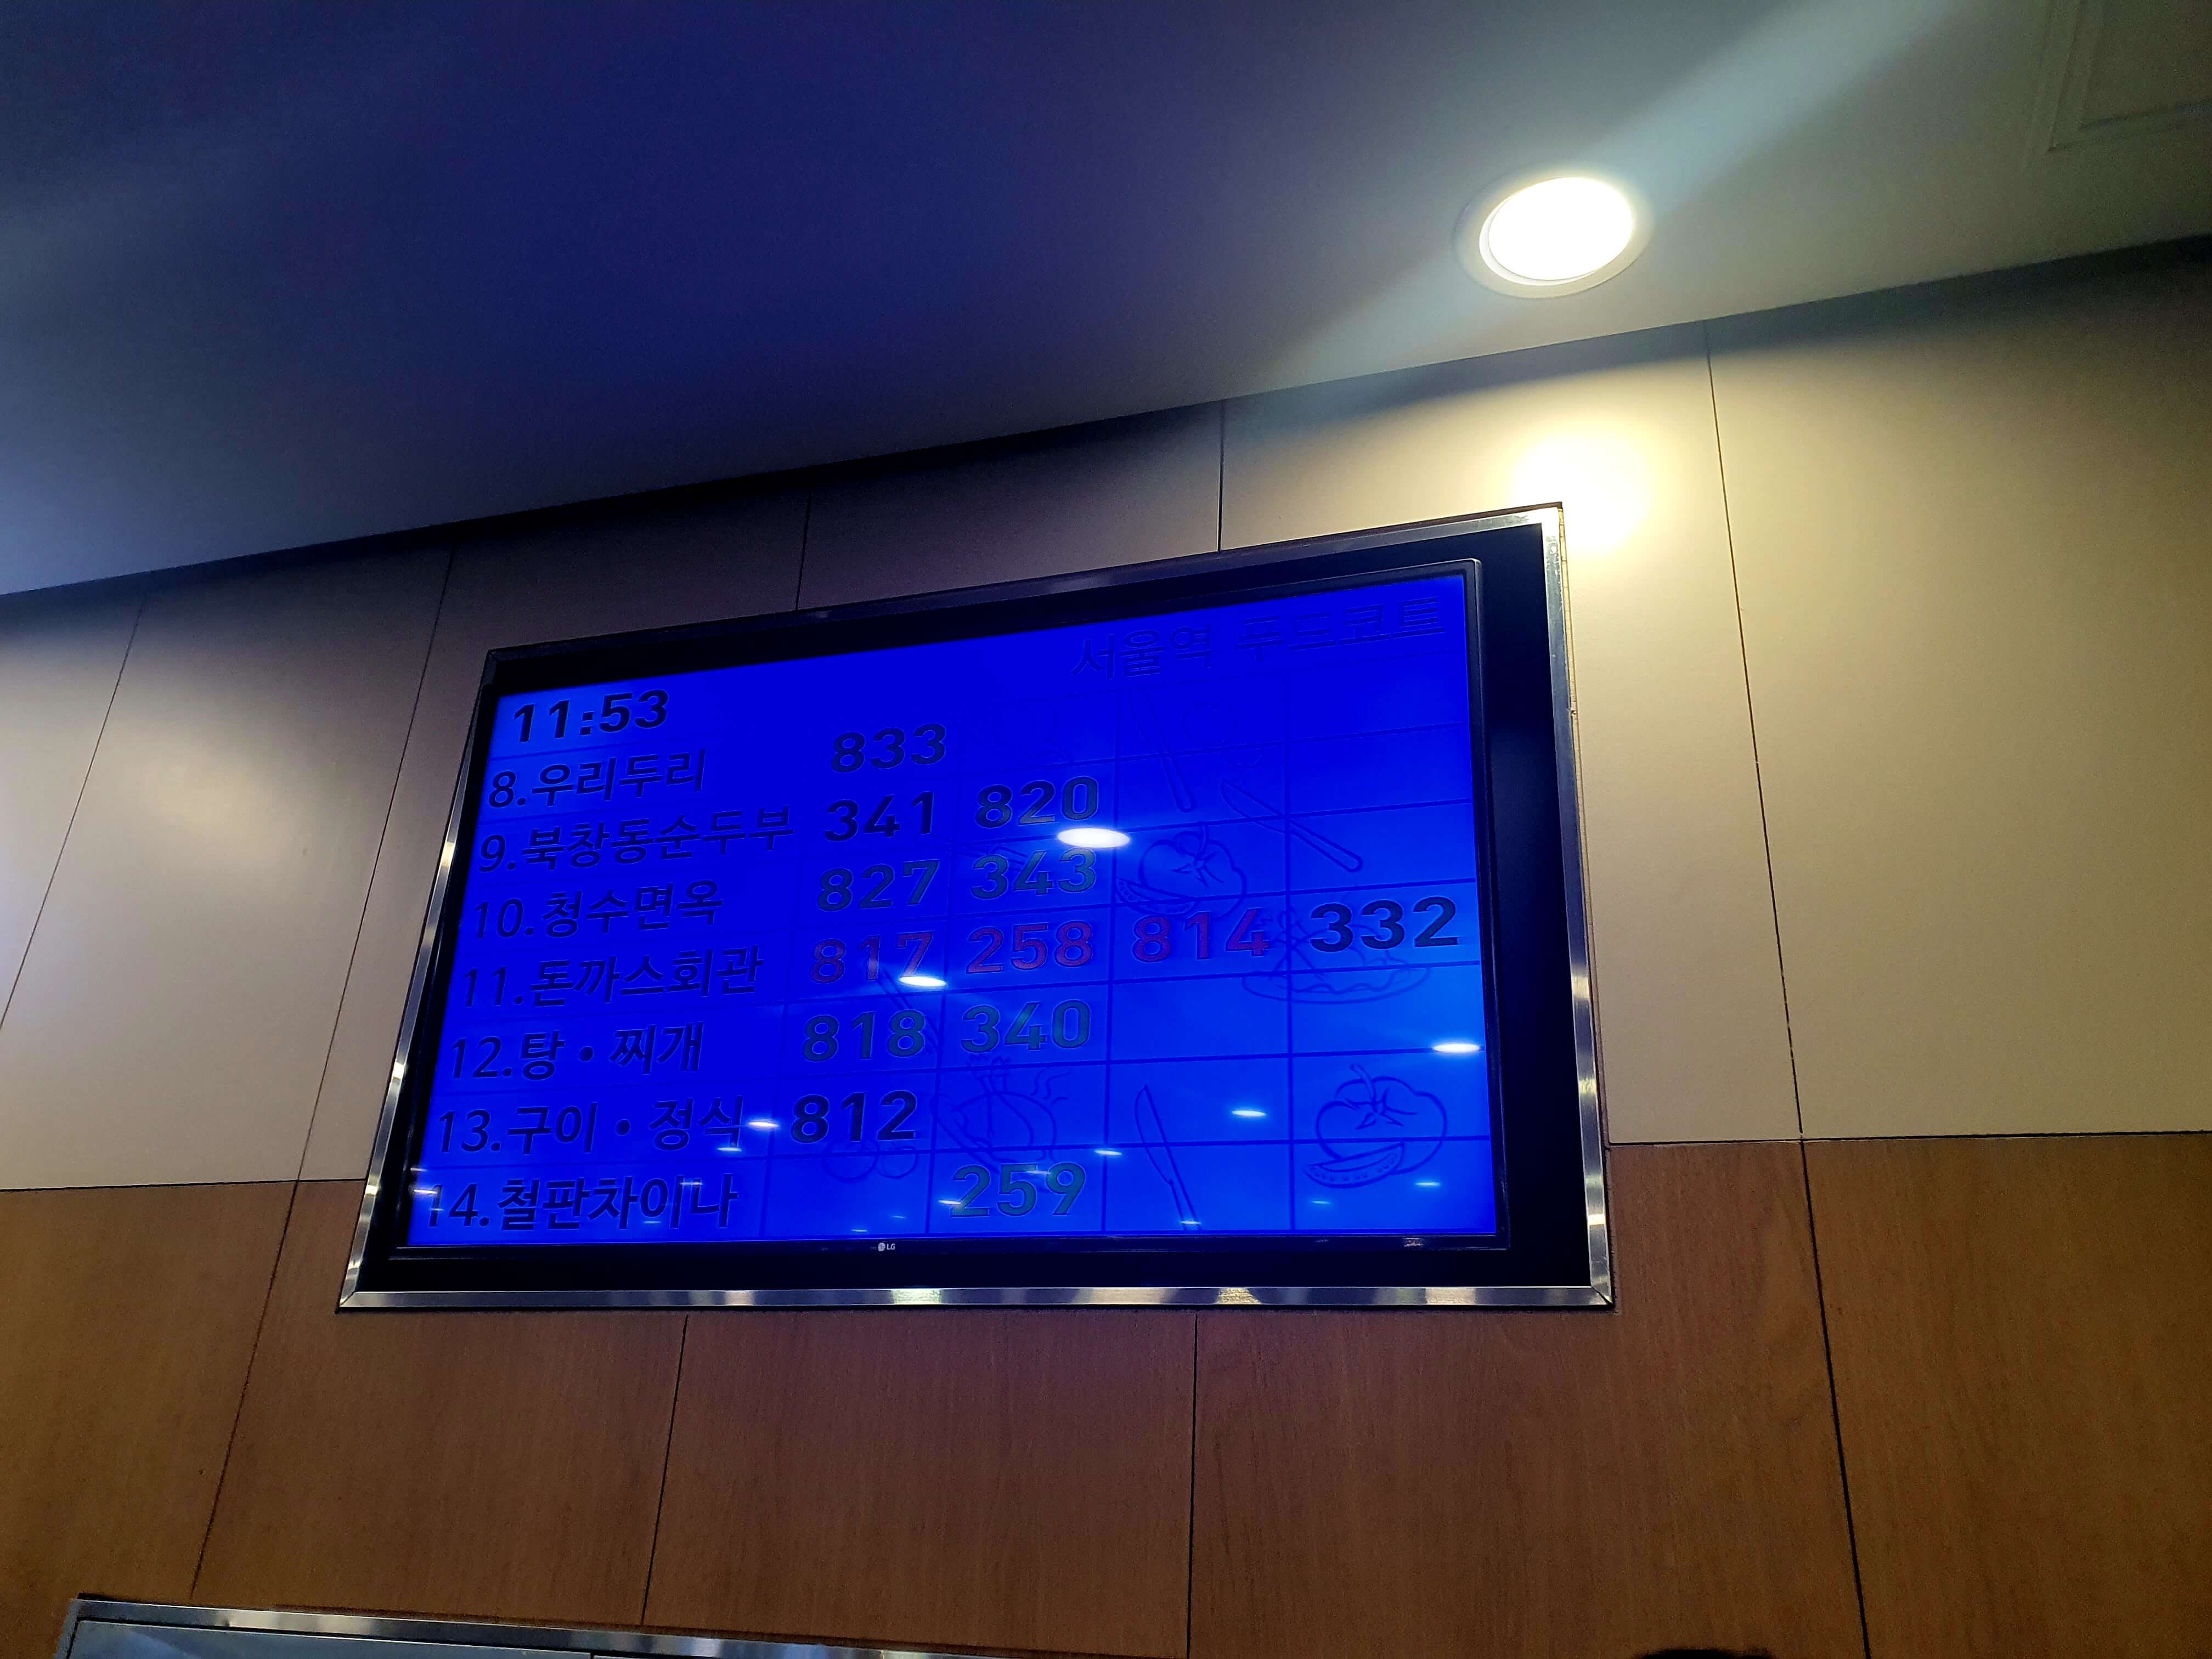 서울역 푸드코트
11:53
8.우리두리 833
9.북창동순두부 341 820
10.청수면옥 827 343
11.돈까스회관 817 258 814 332
12.탕•찌개 818 340
13.구이•정식 812
14.철판차이나 259
LG